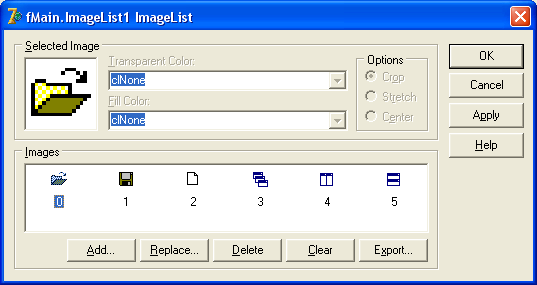 fMain.ImageList1 ImageList
Selected Image
Transparent Color:
clNone
Fill Color:
clNone
Options
Crop
Stretch
Center
OK
Cancel
Apply
Help
Images
0 1 2 3 4 5
Add... Replace... Delete Clear Export...